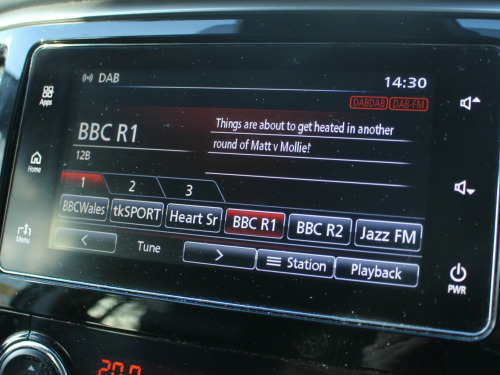 DAB
14:30
DABDAB DAB-FM
Apps
BBC R1
12B
Things are about to get heated in another
round of Matt v Mollie!
Home
1 2 3
BBCWales tkSPORT Heart Sr BBC R1 BBC R2 Jazz FM
Menu
< Tune > Station Playback
PWR
20.0